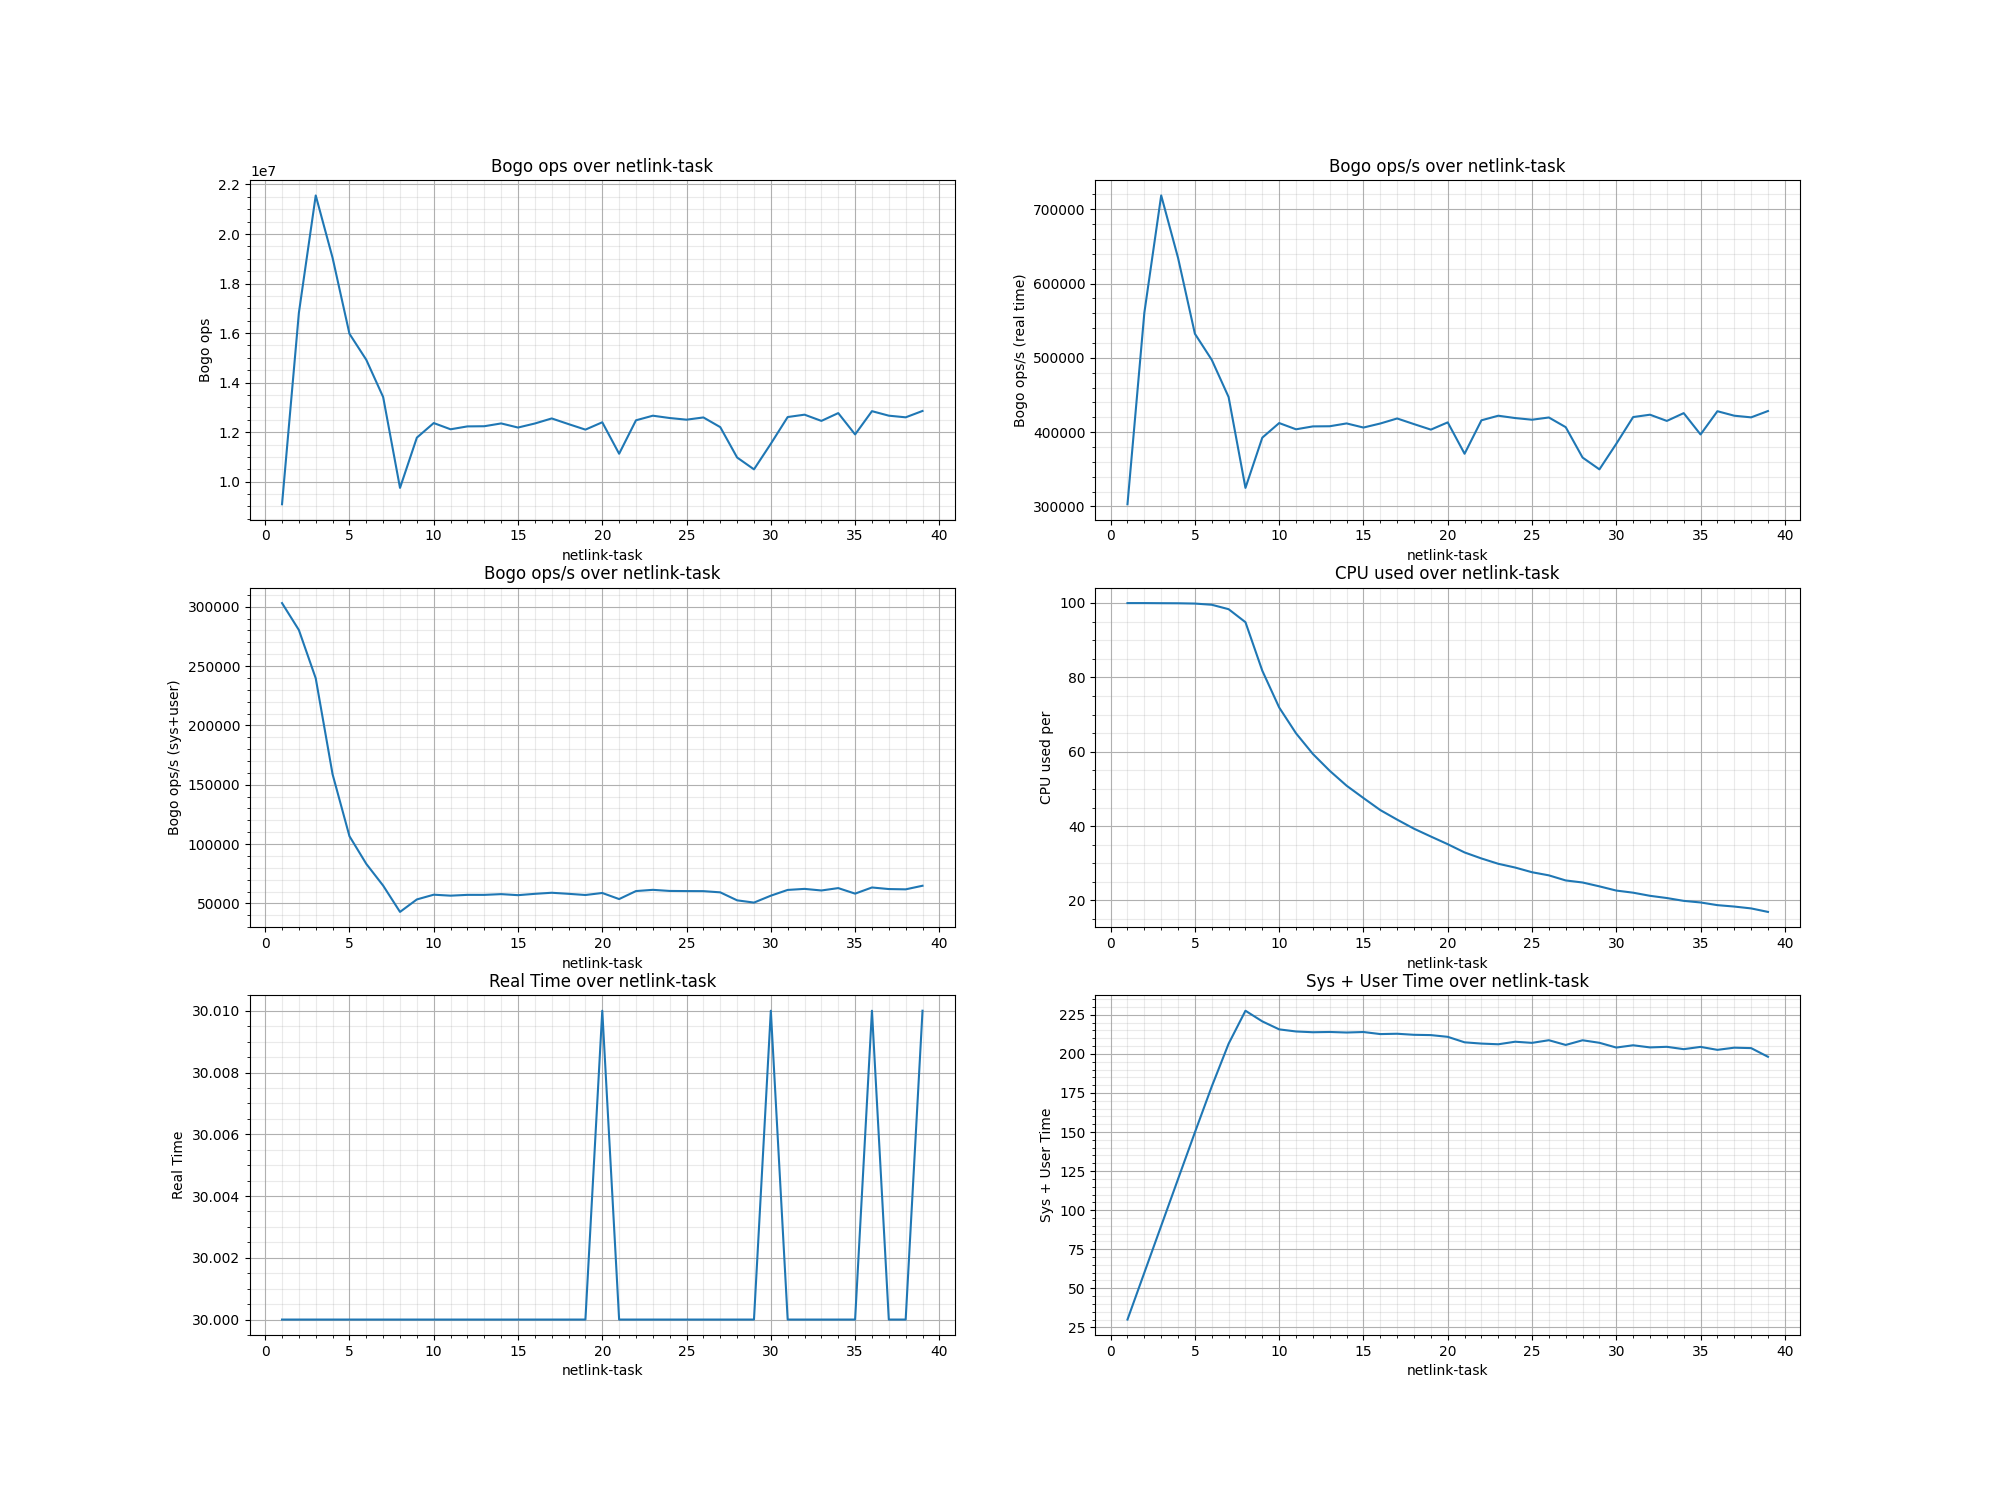 Bogo ops over netlink-task
1e7
2.2
2.0
1.8
1.6
1.4
1.2
1.0
Bogo ops
0 5 10 15 20 25 30 35 40
netlink-task
Bogo ops/s over netlink-task
700000
600000
500000
400000
300000
Bogo ops/s (real time)
0 5 10 15 20 25 30 35 40
netlink-task
Bogo ops/s over netlink-task
300000
250000
200000
150000
100000
50000
Bogo ops/s (sys+user)
0 5 10 15 20 25 30 35 40
netlink-task
CPU used over netlink-task
100
80
60
40
20
CPU used per
0 5 10 15 20 25 30 35 40
netlink-task
Real Time over netlink-task
30.010
30.008
30.006
30.004
30.002
30.000
Real Time
0 5 10 15 20 25 30 35 40
netlink-task
Sys + User Time over netlink-task
225
200
175
150
125
100
75
50
25
Sys + User Time
0 5 10 15 20 25 30 35 40
netlink-task